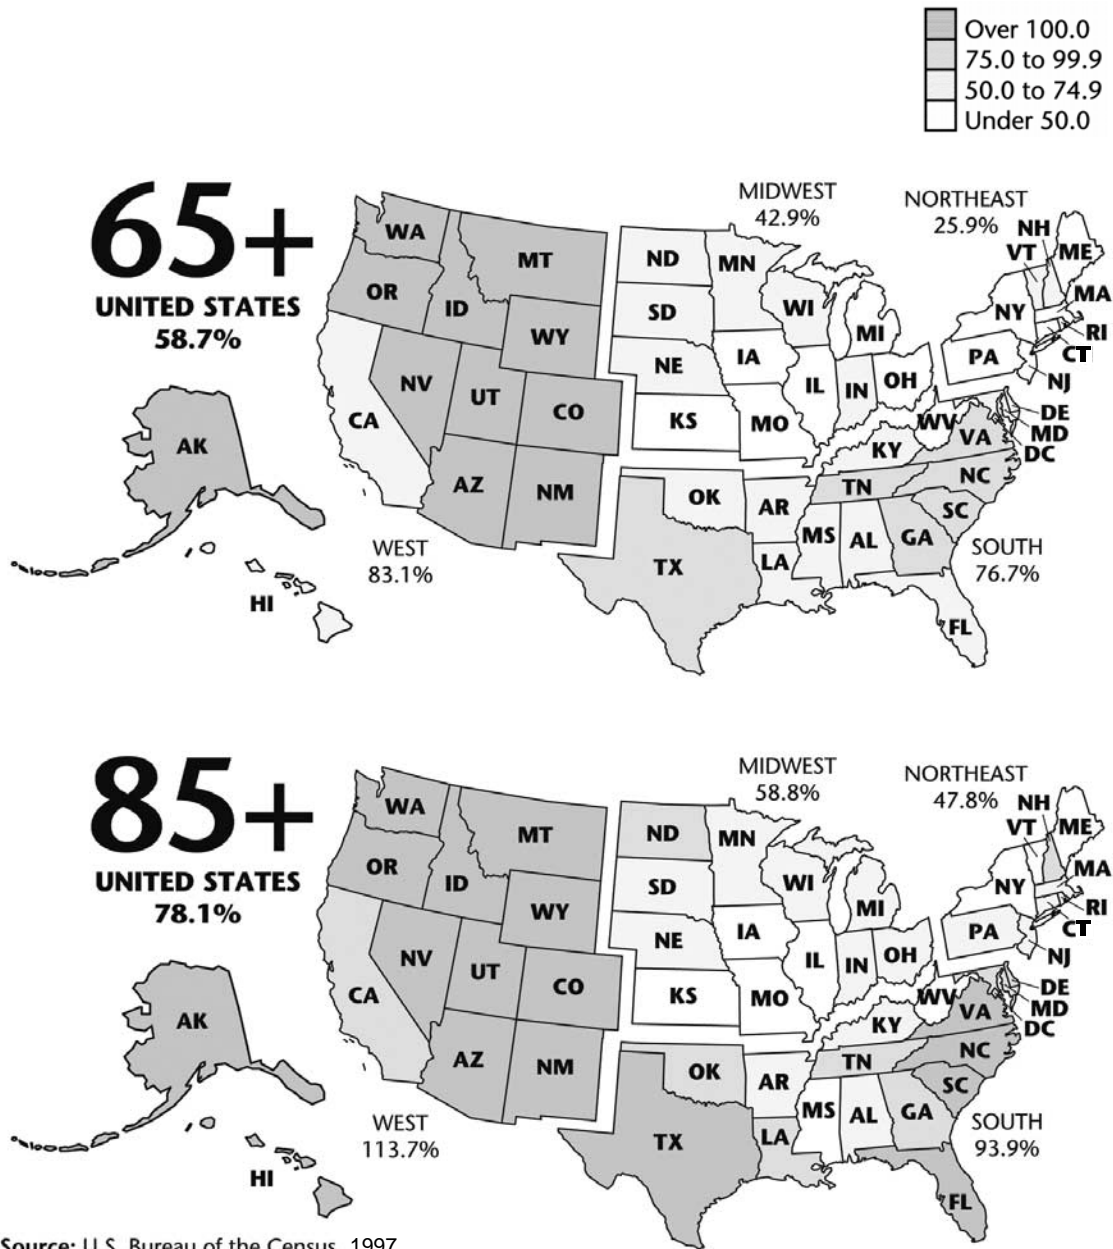 Over 100.0
75.0 to 99.9
50.0 to 74.9
Under 50.0
65+
UNITED STATES
58.7%
MIDWEST
42.9%
NORTHEAST
25.9%
WEST
83.1%
SOUTH
76.7%
WA
MT
OR
ID
WY
NV
UT
CO
CA
AZ
NM
AK
HI
ND
MN
SD
WI
MI
NE
IA
IL
IN
OH
KS
MO
NH
VT
ME
MA
NY
RI
CT
PA
NJ
DE
MD
DC
WV
VA
KY
NC
TN
SC
OK
AR
MS
AL
GA
TX
LA
FL
85+
UNITED STATES
78.1%
MIDWEST
58.8%
NORTHEAST
47.8%
WEST
113.7%
SOUTH
93.9%
WA
MT
OR
ID
WY
NV
UT
CO
CA
AZ
NM
AK
HI
ND
MN
SD
WI
MI
NE
IA
IL
IN
OH
KS
MO
NH
VT
ME
MA
NY
RI
CT
PA
NJ
DE
MD
DC
WV
VA
KY
NC
TN
SC
OK
AR
MS
AL
GA
TX
LA
FL
Source: U.S. Bureau of the Census, 1997